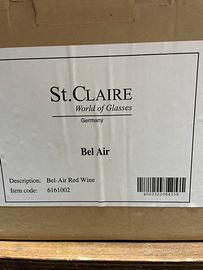 St. CLAIRE
World of Glasses
Germany
Bel Air
Description: Bel-Air Red Wine
Item code: 6161002